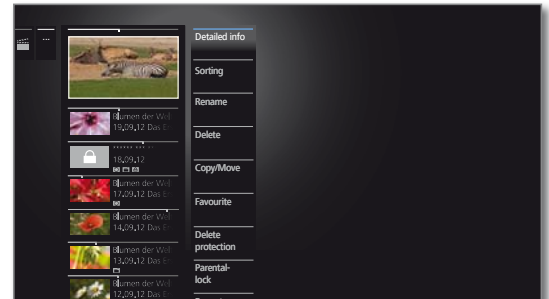 ...
Blumen der Wel
19.09.12 Das E
****** *** **
18.09.12
Blumen der Wel
17.09.12 Das E
Blumen der Wel
14.09.12 Das E
Blumen der Wel
13.09.12 Das E
Blumen der Wel
12.09.12 Das E
Detailed info
Sorting
Rename
Delete
Copy/Move
Favourite
Delete
protection
Parental-
lock